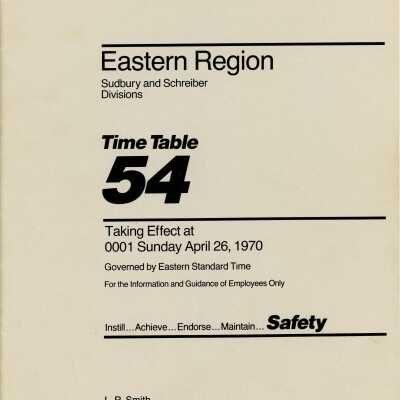 Eastern Region
Sudbury and Schreiber
Divisions
Time Table
54
Taking Effect at
0001 Sunday April 26, 1970
Governed by Eastern Standard Time
For the Information and Guidance of Employees Only
Instill...Achieve...Endorse...Maintain... Safety
L. R. Smith